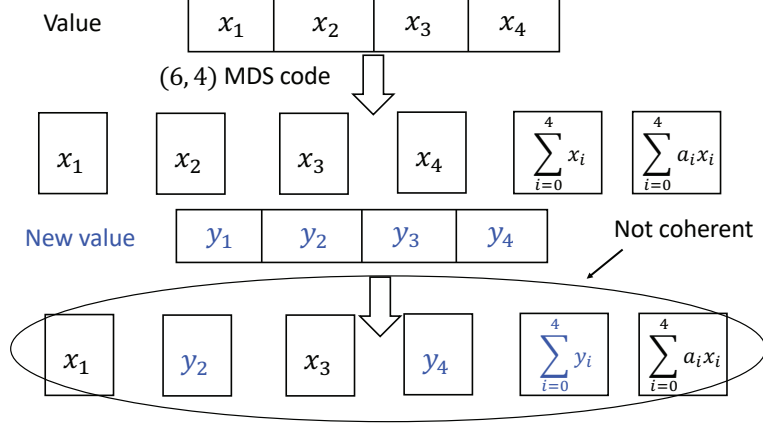 Value x₁ x₂ x₃ x₄
(6, 4) MDS code
x₁ x₂ x₃ x₄ ∑_{i=0}^{4} x_i ∑_{i=0}^{4} a_i x_i
New value y₁ y₂ y₃ y₄
Not coherent
x₁ y₂ x₃ y₄ ∑_{i=0}^{4} y_i ∑_{i=0}^{4} a_i x_i